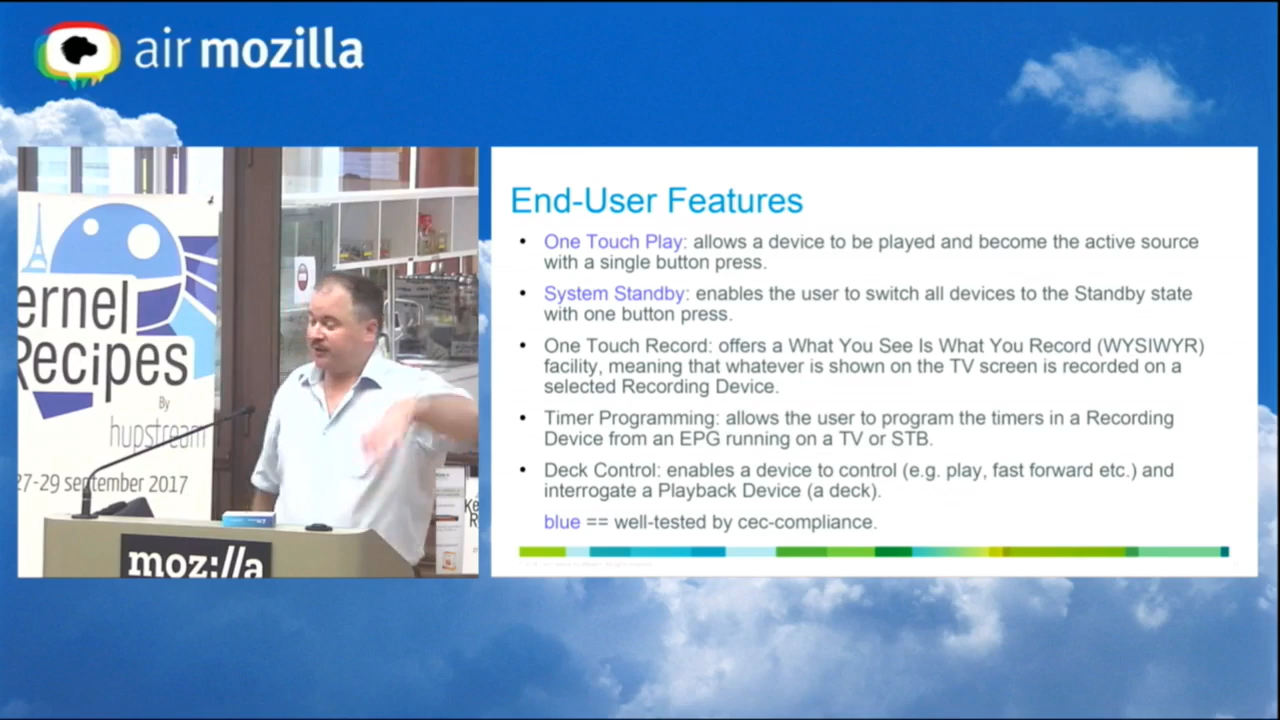 air mozilla
ernel
Recipes
By
hupstream
27-29 september 2017
moz://a
End-User Features
• One Touch Play: allows a device to be played and become the active source
with a single button press.
• System Standby: enables the user to switch all devices to the Standby state
with one button press.
• One Touch Record: offers a What You See Is What You Record (WYSIWYR)
facility, meaning that whatever is shown on the TV screen is recorded on a
selected Recording Device.
• Timer Programming: allows the user to program the timers in a Recording
Device from an EPG running on a TV or STB.
• Deck Control: enables a device to control (e.g. play, fast forward etc.) and
interrogate a Playback Device (a deck).
blue == well-tested by cec-compliance.